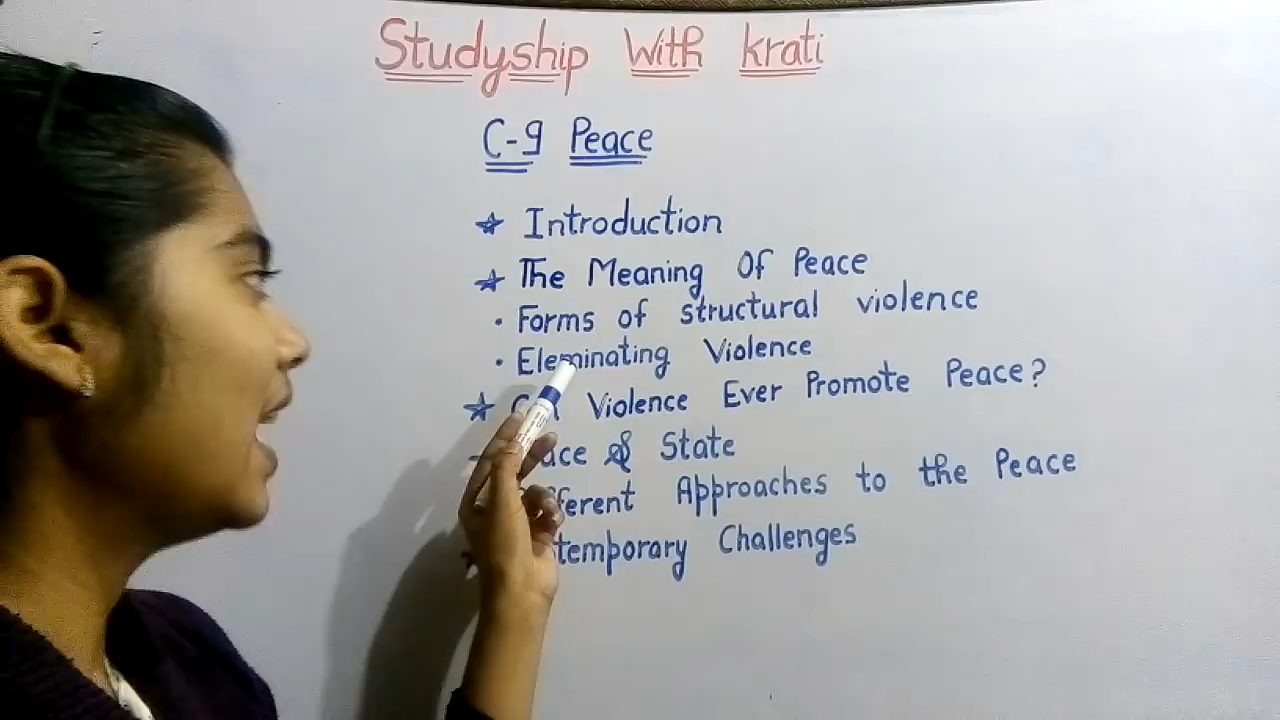 Studyship With krati
C-9 Peace
☆ Introduction
☆ The Meaning Of Peace
• Forms of structural violence
• Eleminating Violence
☆ Violence Ever Promote Peace?
& State
Approaches to the Peace
Challenges